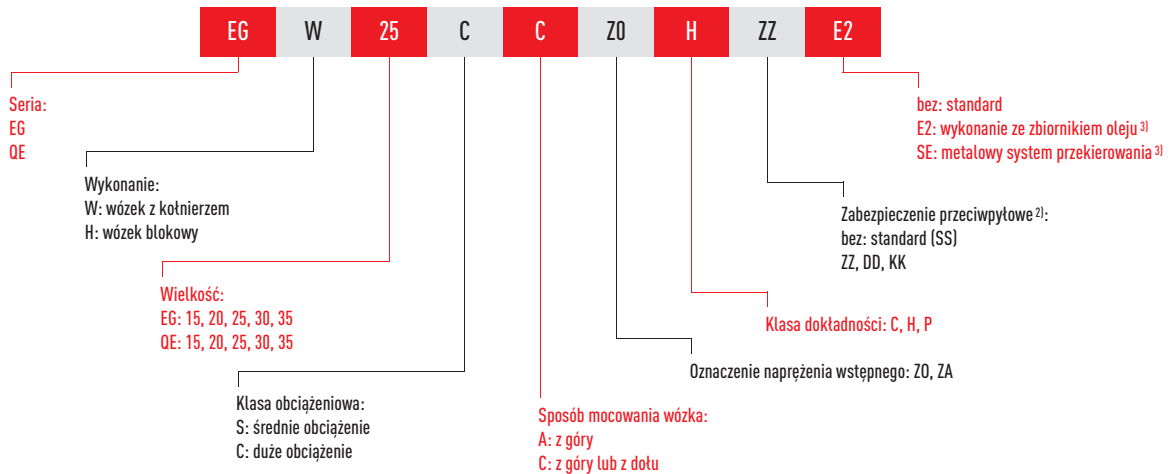 EG W 25 C C Z0 H ZZ E2
Seria:
EG
QE
bez: standard
E2: wykonanie ze zbiornikiem oleju 3)
SE: metalowy system przekierowania 3)
Wykonanie:
W: wózek z kołnierzem
H: wózek blokowy
Zabezpieczenie przeciwpyłowe 2):
bez: standard (SS)
ZZ, DD, KK
Wielkość:
EG: 15, 20, 25, 30, 35
QE: 15, 20, 25, 30, 35
Klasa dokładności: C, H, P
Oznaczenie naprężenia wstępnego: Z0, ZA
Klasa obciążeniowa:
S: średnie obciążenie
C: duże obciążenie
Sposób mocowania wózka:
A: z góry
C: z góry lub z dołu